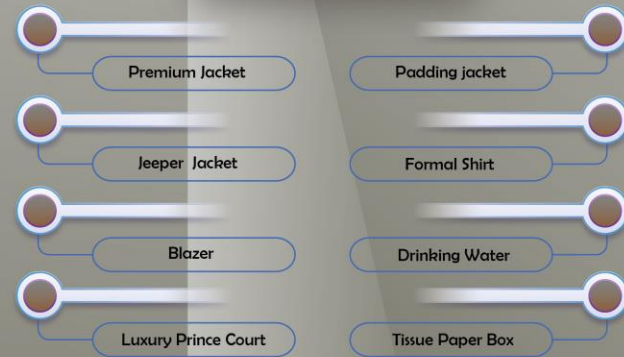 Premium Jacket
Padding jacket
Jeeper Jacket
Formal Shirt
Blazer
Drinking Water
Luxury Prince Court
Tissue Paper Box